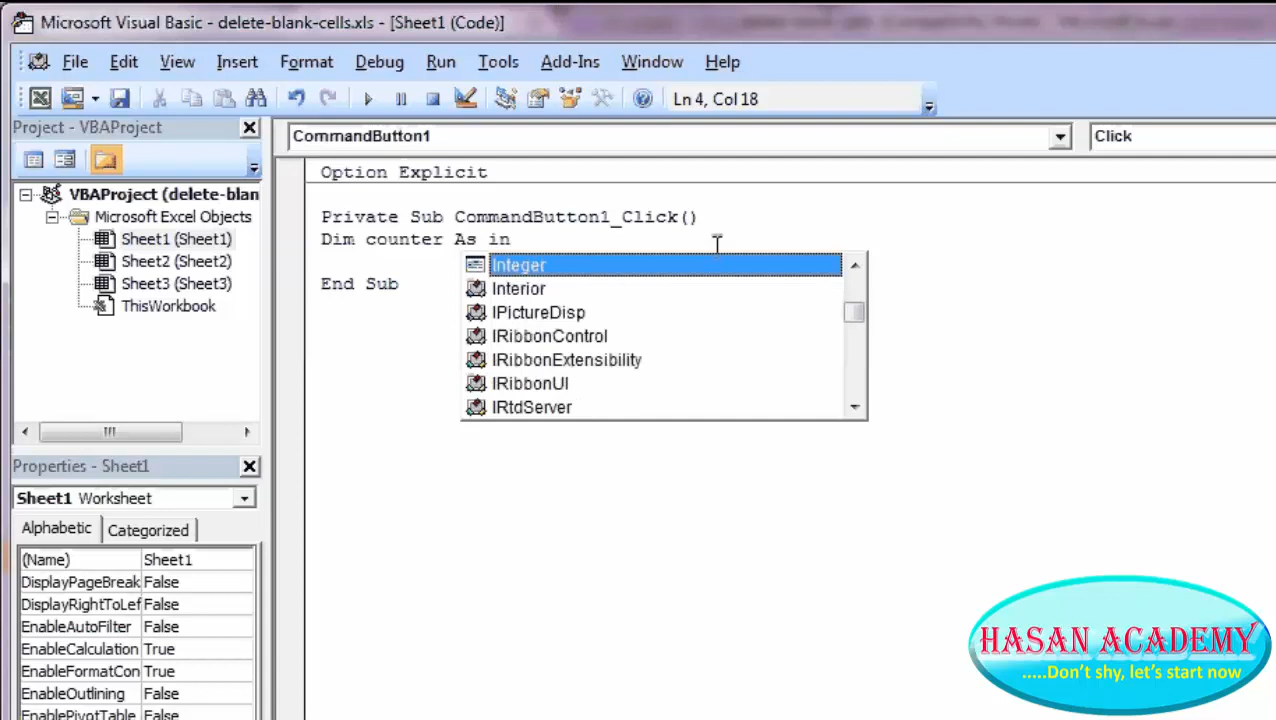 Microsoft Visual Basic - delete-blank-cells.xls - [Sheet1 (Code)]
File Edit View Insert Format Debug Run Tools Add-Ins Window Help
Ln 4, Col 18
Project - VBAProject
CommandButton1
Click
VBAProject (delete-blan
Microsoft Excel Objects
Sheet1 (Sheet1)
Sheet2 (Sheet2)
Sheet3 (Sheet3)
ThisWorkbook
Option Explicit
Private Sub CommandButton1_Click()
Dim counter As in
Integer
Interior
IPictureDisp
IRibbonControl
IRibbonExtensibility
IRibbonUI
IRtdServer
End Sub
Properties - Sheet1
Sheet1 Worksheet
Alphabetic Categorized
(Name) Sheet1
DisplayPageBreak False
DisplayRightToLef False
EnableAutoFilter False
EnableCalculation True
EnableFormatCon True
EnableOutlining False
EnablePivotTable False
HASAN ACADEMY
.....Don't shy, let's start now